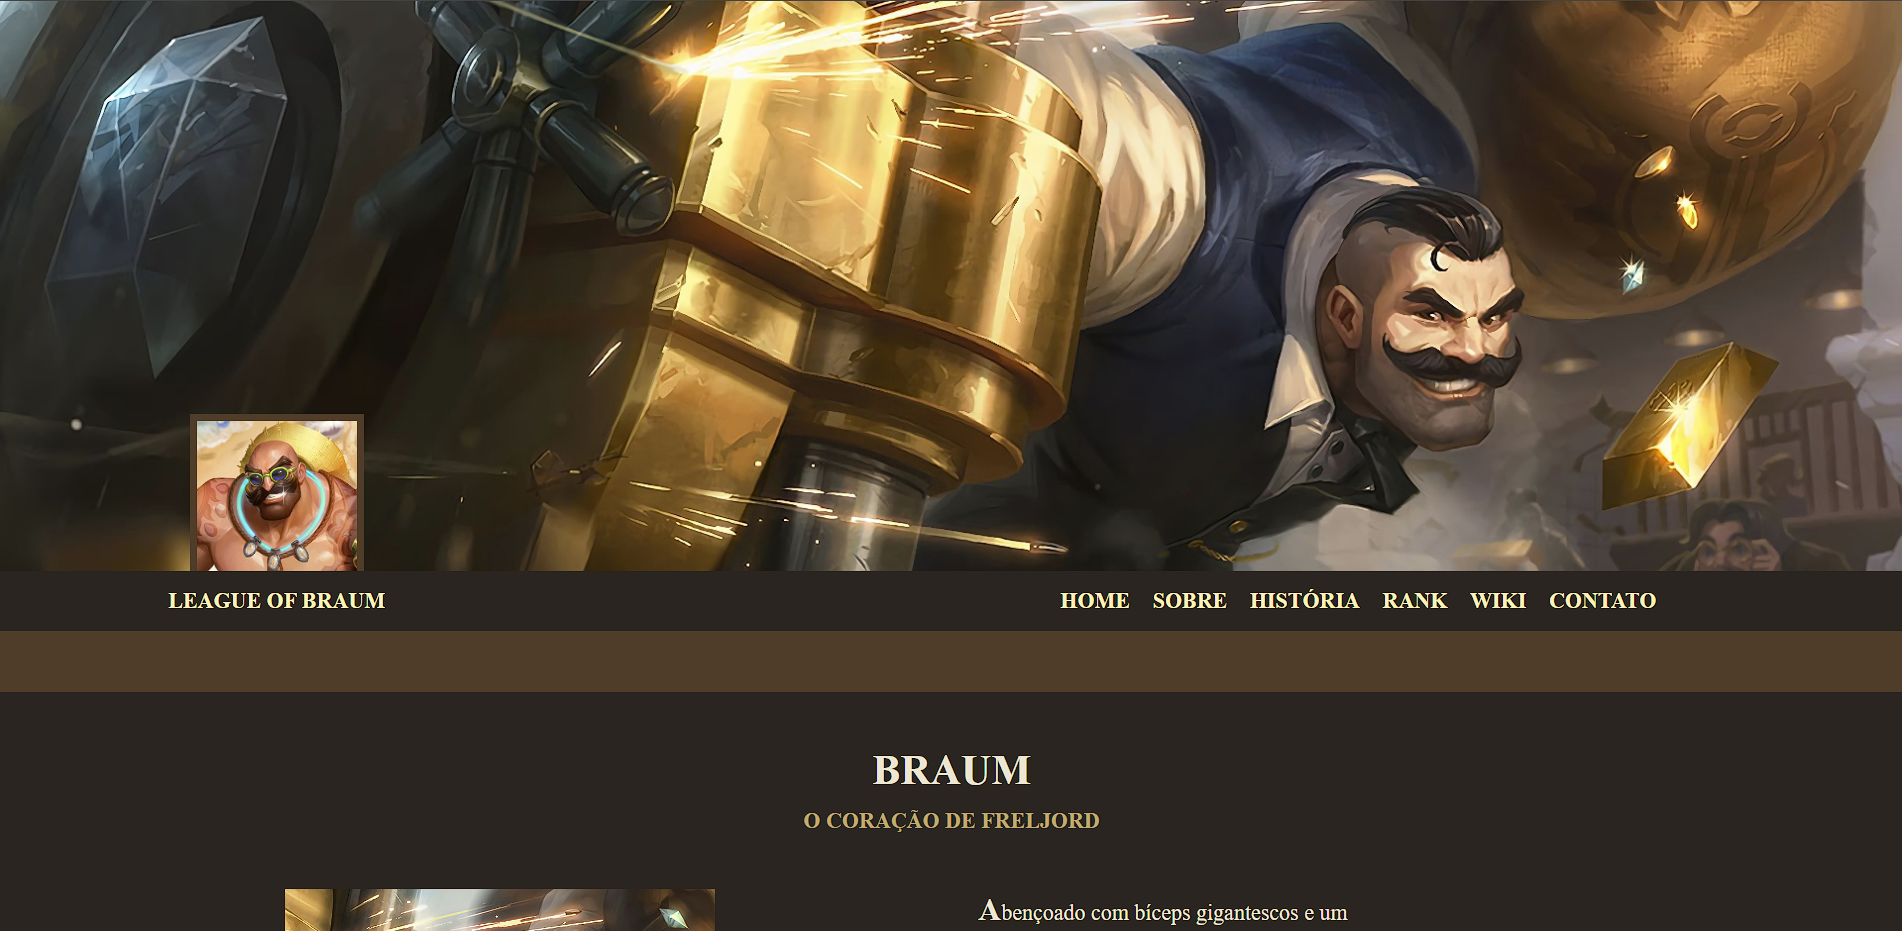 LEAGUE OF BRAUM
HOME SOBRE HISTÓRIA RANK WIKI CONTATO
BRAUM
O CORAÇÃO DE FRELJORD
Abençoado com bíceps gigantescos e um